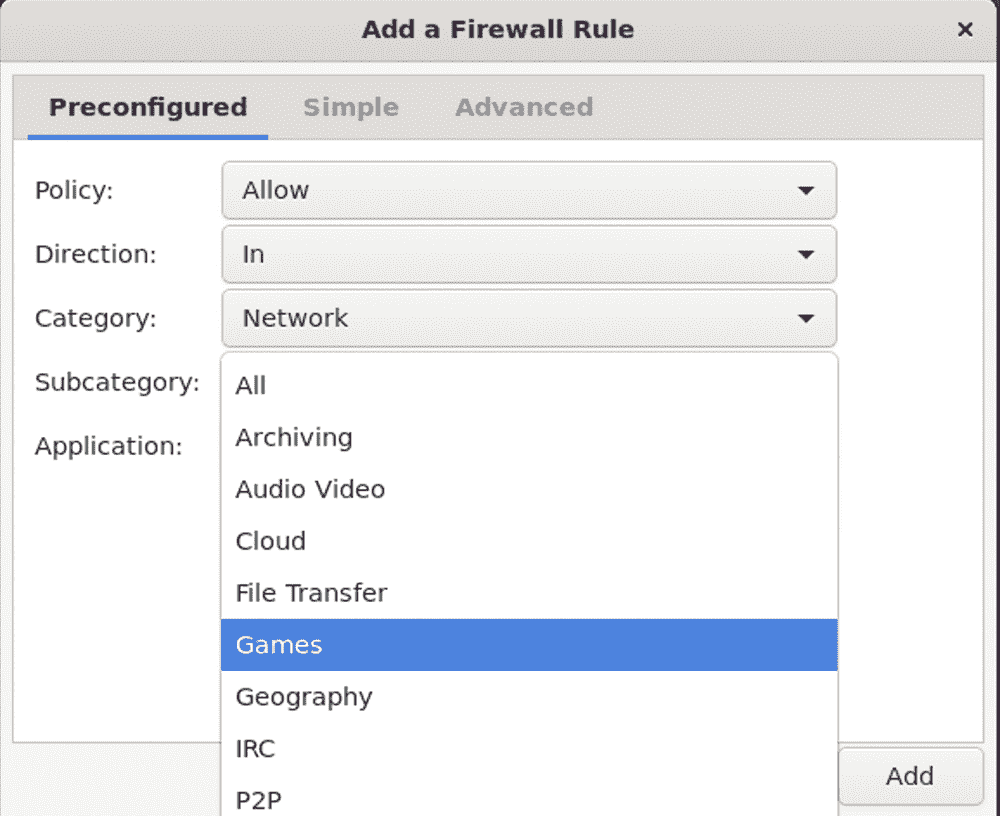 Add a Firewall Rule
Preconfigured Simple Advanced
Policy: Allow
Direction: In
Category: Network
Subcategory: All
Archiving
Application:
Audio Video
Cloud
File Transfer
Games
Geography
IRC
P2P
Add